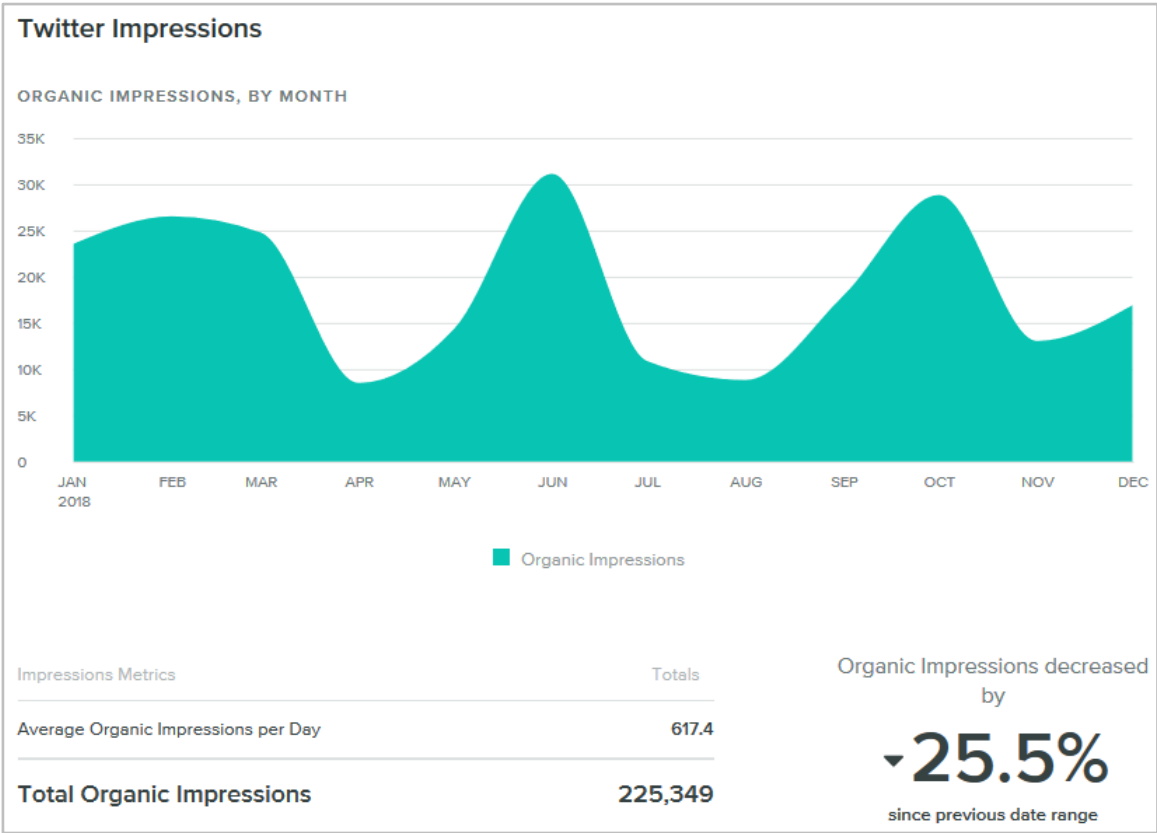 Twitter Impressions
ORGANIC IMPRESSIONS, BY MONTH
35K
30K
25K
20K
15K
10K
5K
0
JAN FEB MAR APR MAY JUN JUL AUG SEP OCT NOV DEC
2018
Organic Impressions
Impressions Metrics Totals
Average Organic Impressions per Day 617.4
Total Organic Impressions 225,349
Organic Impressions decreased
by
25.5%
since previous date range